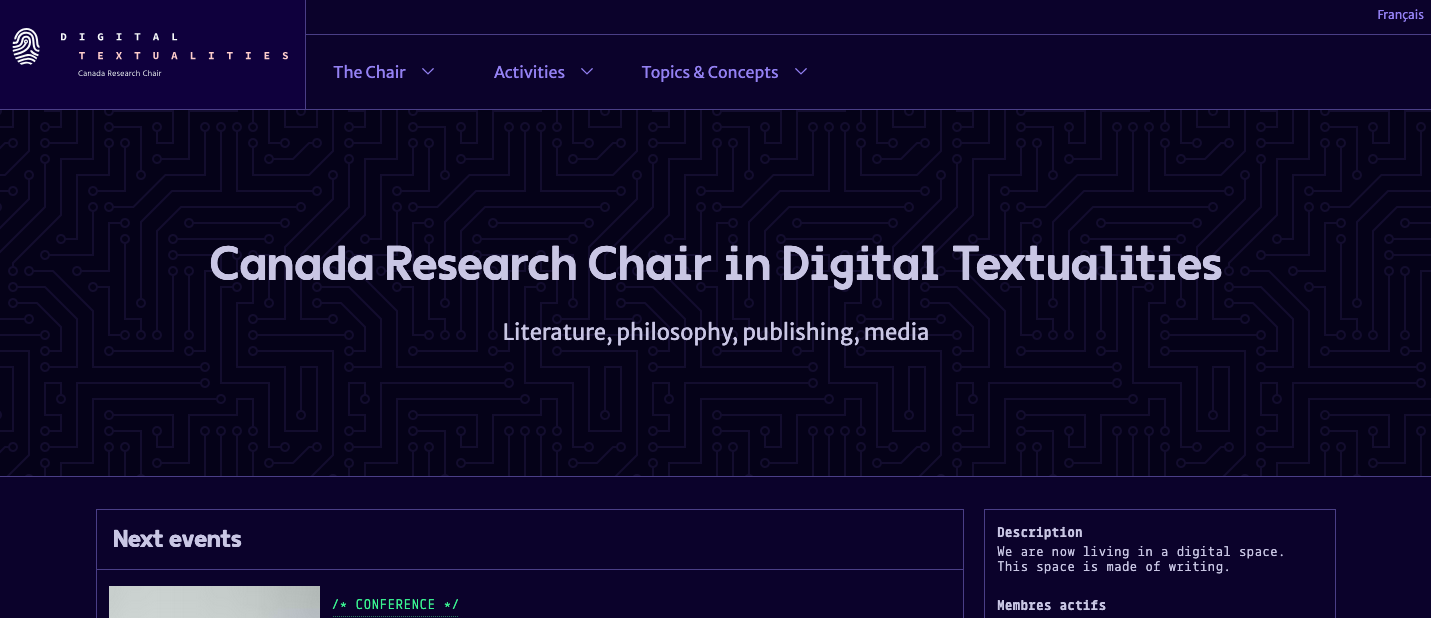 Français
D I G I T A L
T E X T U A L I T I E S
Canada Research Chair
The Chair Activities Topics & Concepts
Canada Research Chair in Digital Textualities
Literature, philosophy, publishing, media
Next events
/* CONFERENCE */
Description
We are now living in a digital space.
This space is made of writing.
Membres actifs